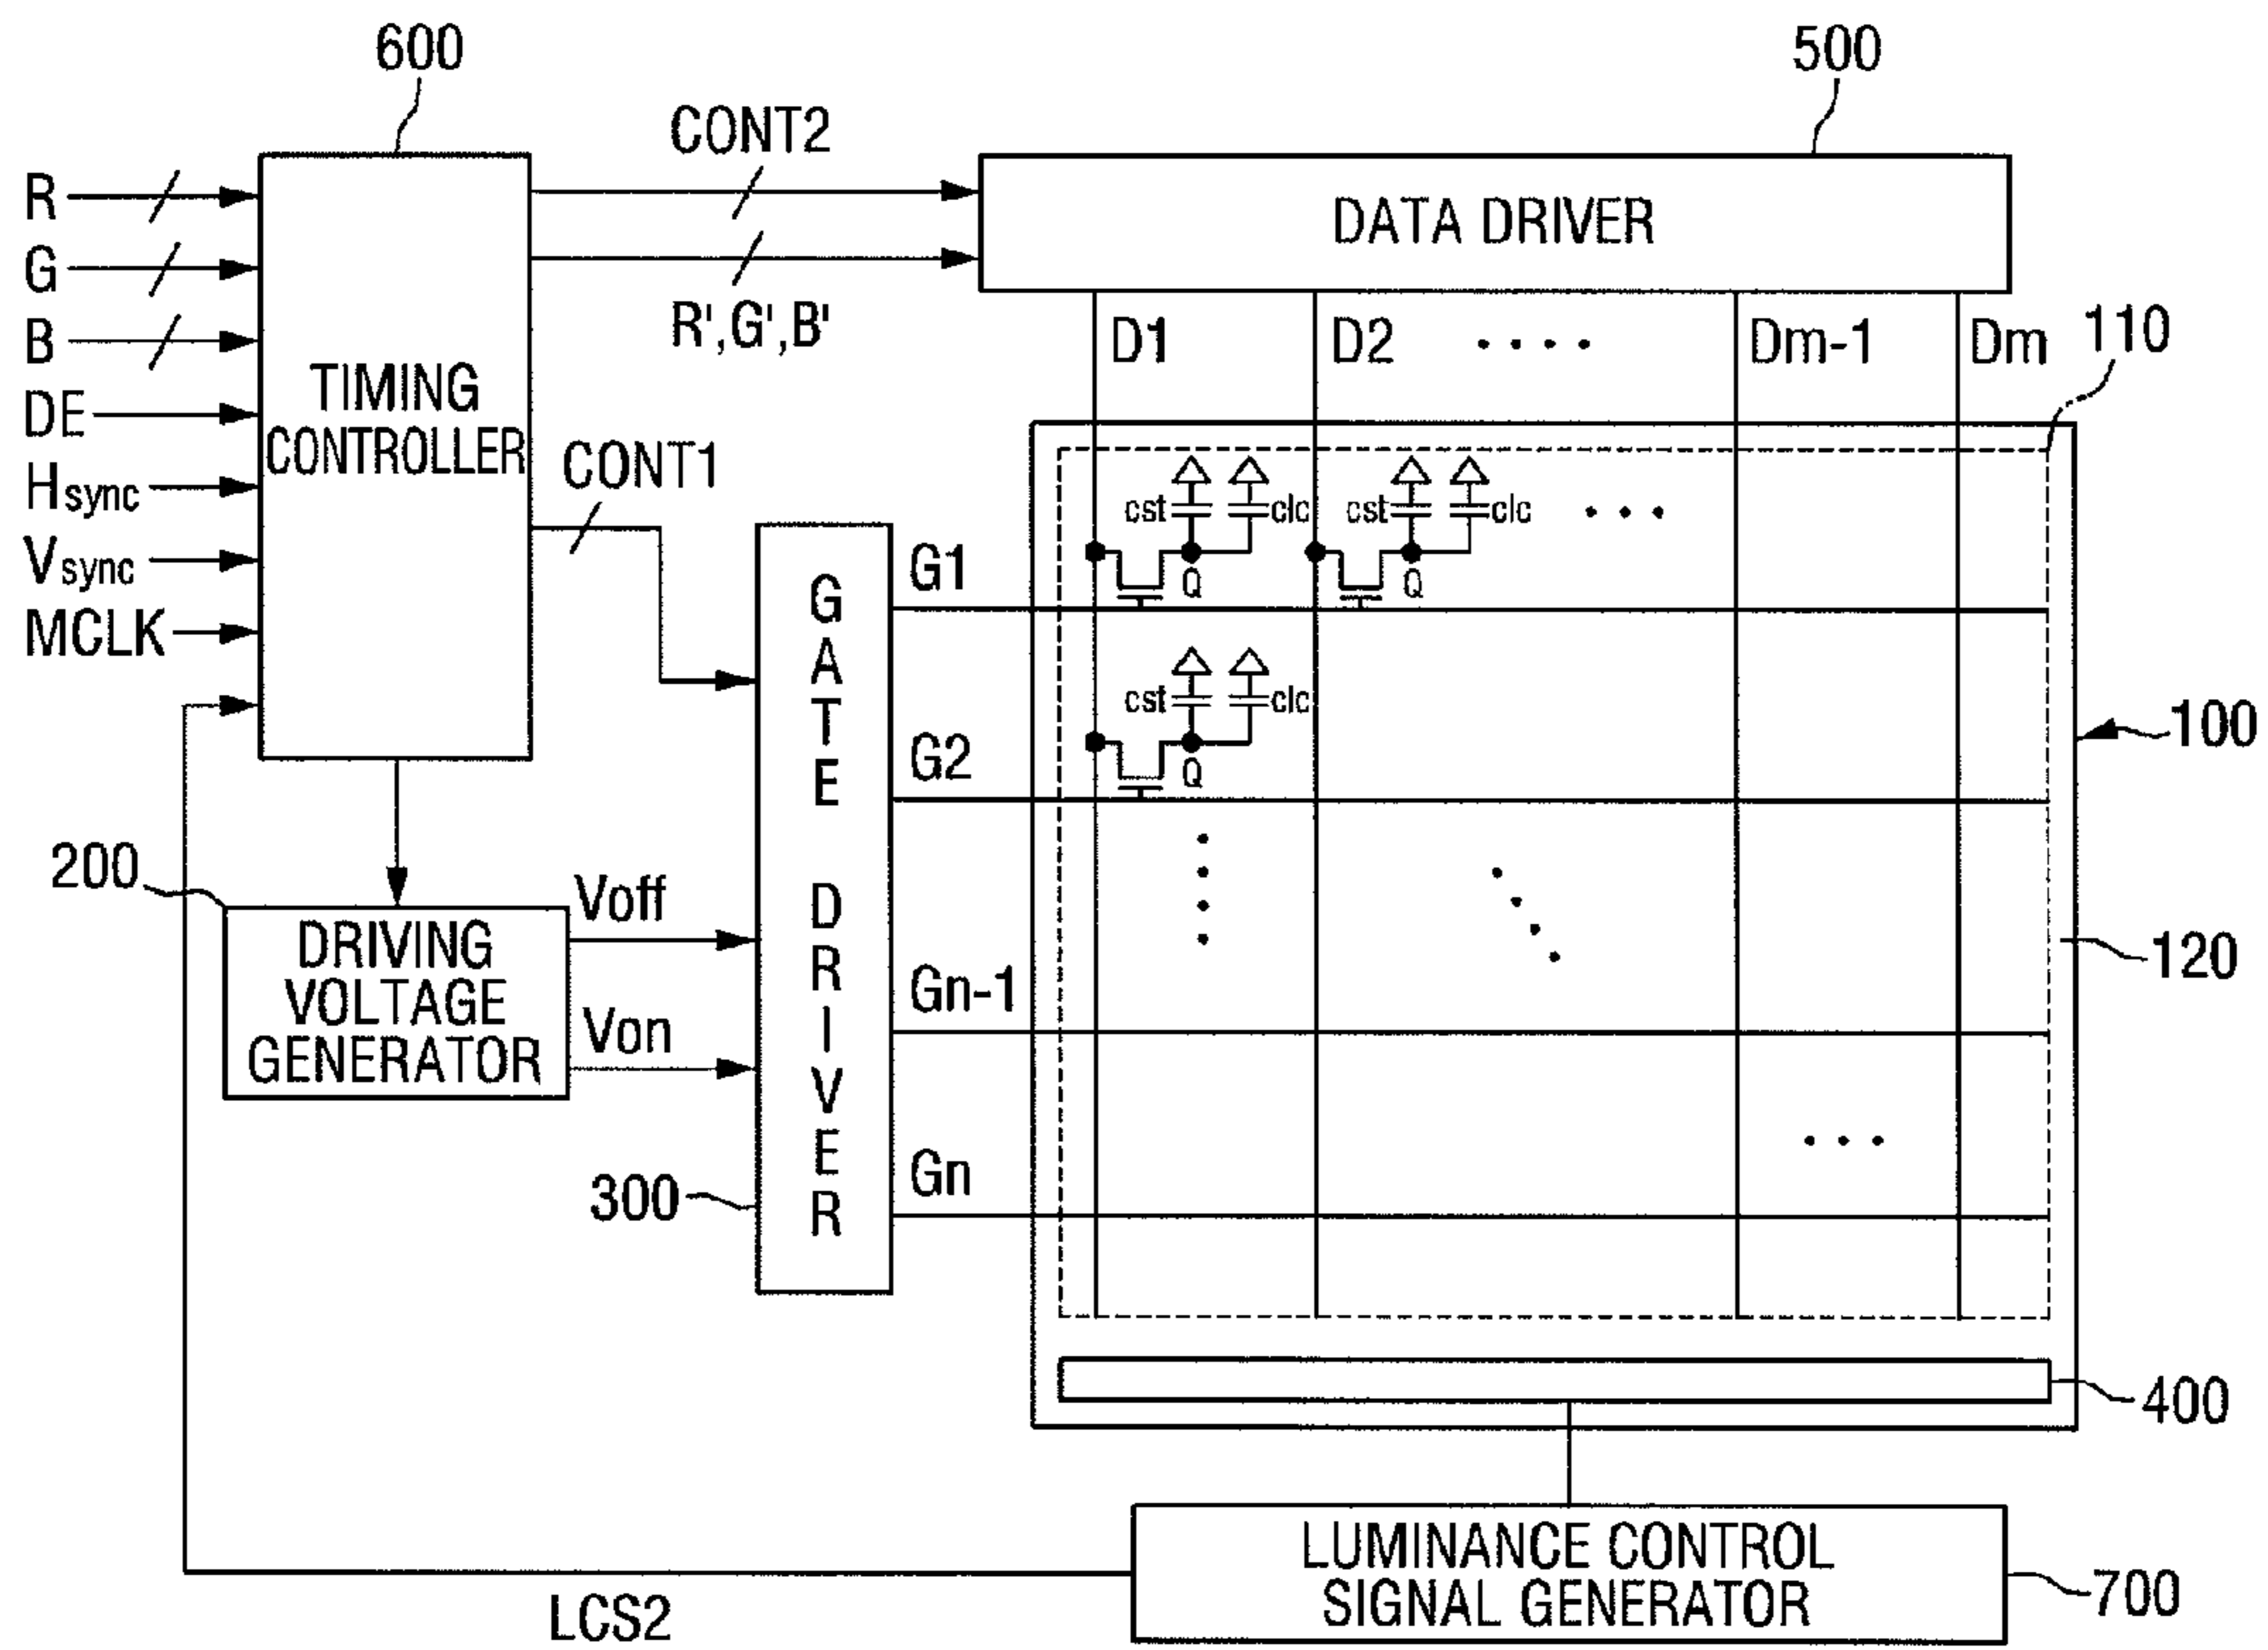 600
500
CONT2
R
G
B
DE
Hsync
Vsync
MCLK
TIMING
CONTROLLER
R',G',B'
DATA DRIVER
D1 D2 .... Dm-1 Dm
110
CONT1
cst clc cst clc ...
G1
Q Q
cst clc
G2
Q
100
GATE DRIVER
200
DRIVING
VOLTAGE
GENERATOR
Voff
Von
120
Gn-1
...
Gn
300
400
LUMINANCE CONTROL
SIGNAL GENERATOR
700
LCS2